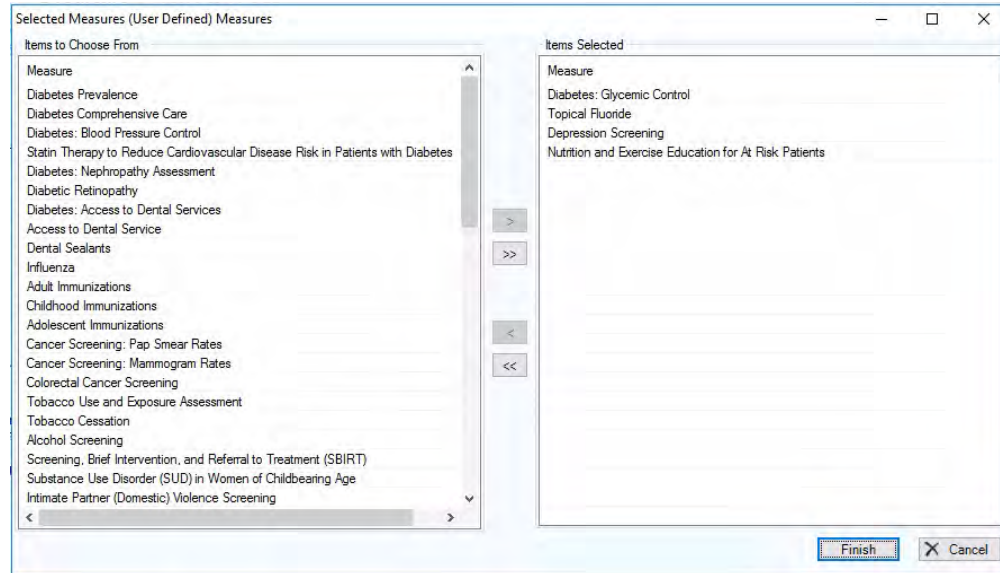 Selected Measures (User Defined) Measures
Items to Choose From
Measure
Diabetes Prevalence
Diabetes Comprehensive Care
Diabetes: Blood Pressure Control
Statin Therapy to Reduce Cardiovascular Disease Risk in Patients with Diabetes
Diabetes: Nephropathy Assessment
Diabetic Retinopathy
Diabetes: Access to Dental Services
Access to Dental Service
Dental Sealants
Influenza
Adult Immunizations
Childhood Immunizations
Adolescent Immunizations
Cancer Screening: Pap Smear Rates
Cancer Screening: Mammogram Rates
Colorectal Cancer Screening
Tobacco Use and Exposure Assessment
Tobacco Cessation
Alcohol Screening
Screening, Brief Intervention, and Referral to Treatment (SBIRT)
Substance Use Disorder (SUD) in Women of Childbearing Age
Intimate Partner (Domestic) Violence Screening
>
>>
<
<<
Items Selected
Measure
Diabetes: Glycemic Control
Topical Fluoride
Depression Screening
Nutrition and Exercise Education for At Risk Patients
Finish
Cancel